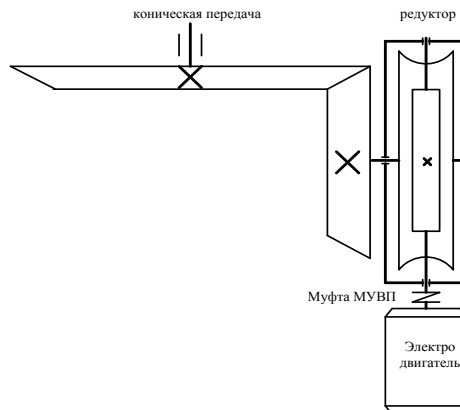 коническая передача
редуктор
Муфта МУВП
Электро
двигатель